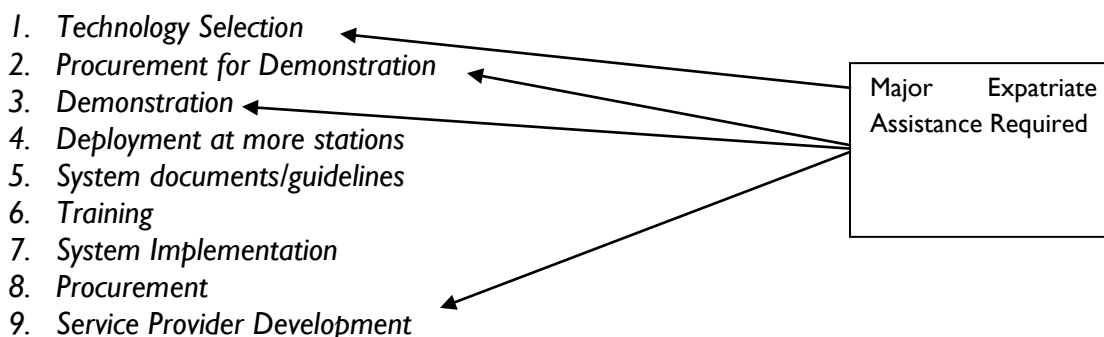 1. Technology Selection
2. Procurement for Demonstration
3. Demonstration
4. Deployment at more stations
5. System documents/guidelines
6. Training
7. System Implementation
8. Procurement
9. Service Provider Development
Major Expatriate
Assistance Required